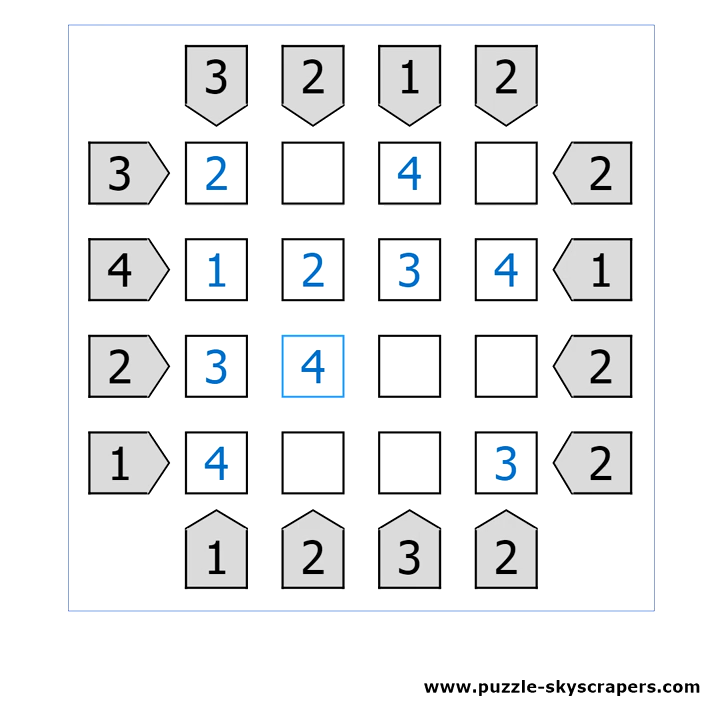 3 2 1 2
3 2 4 2
4 1 2 3 4 1
2 3 4 2
1 4 3 2
1 2 3 2
www.puzzle-skyscrapers.com